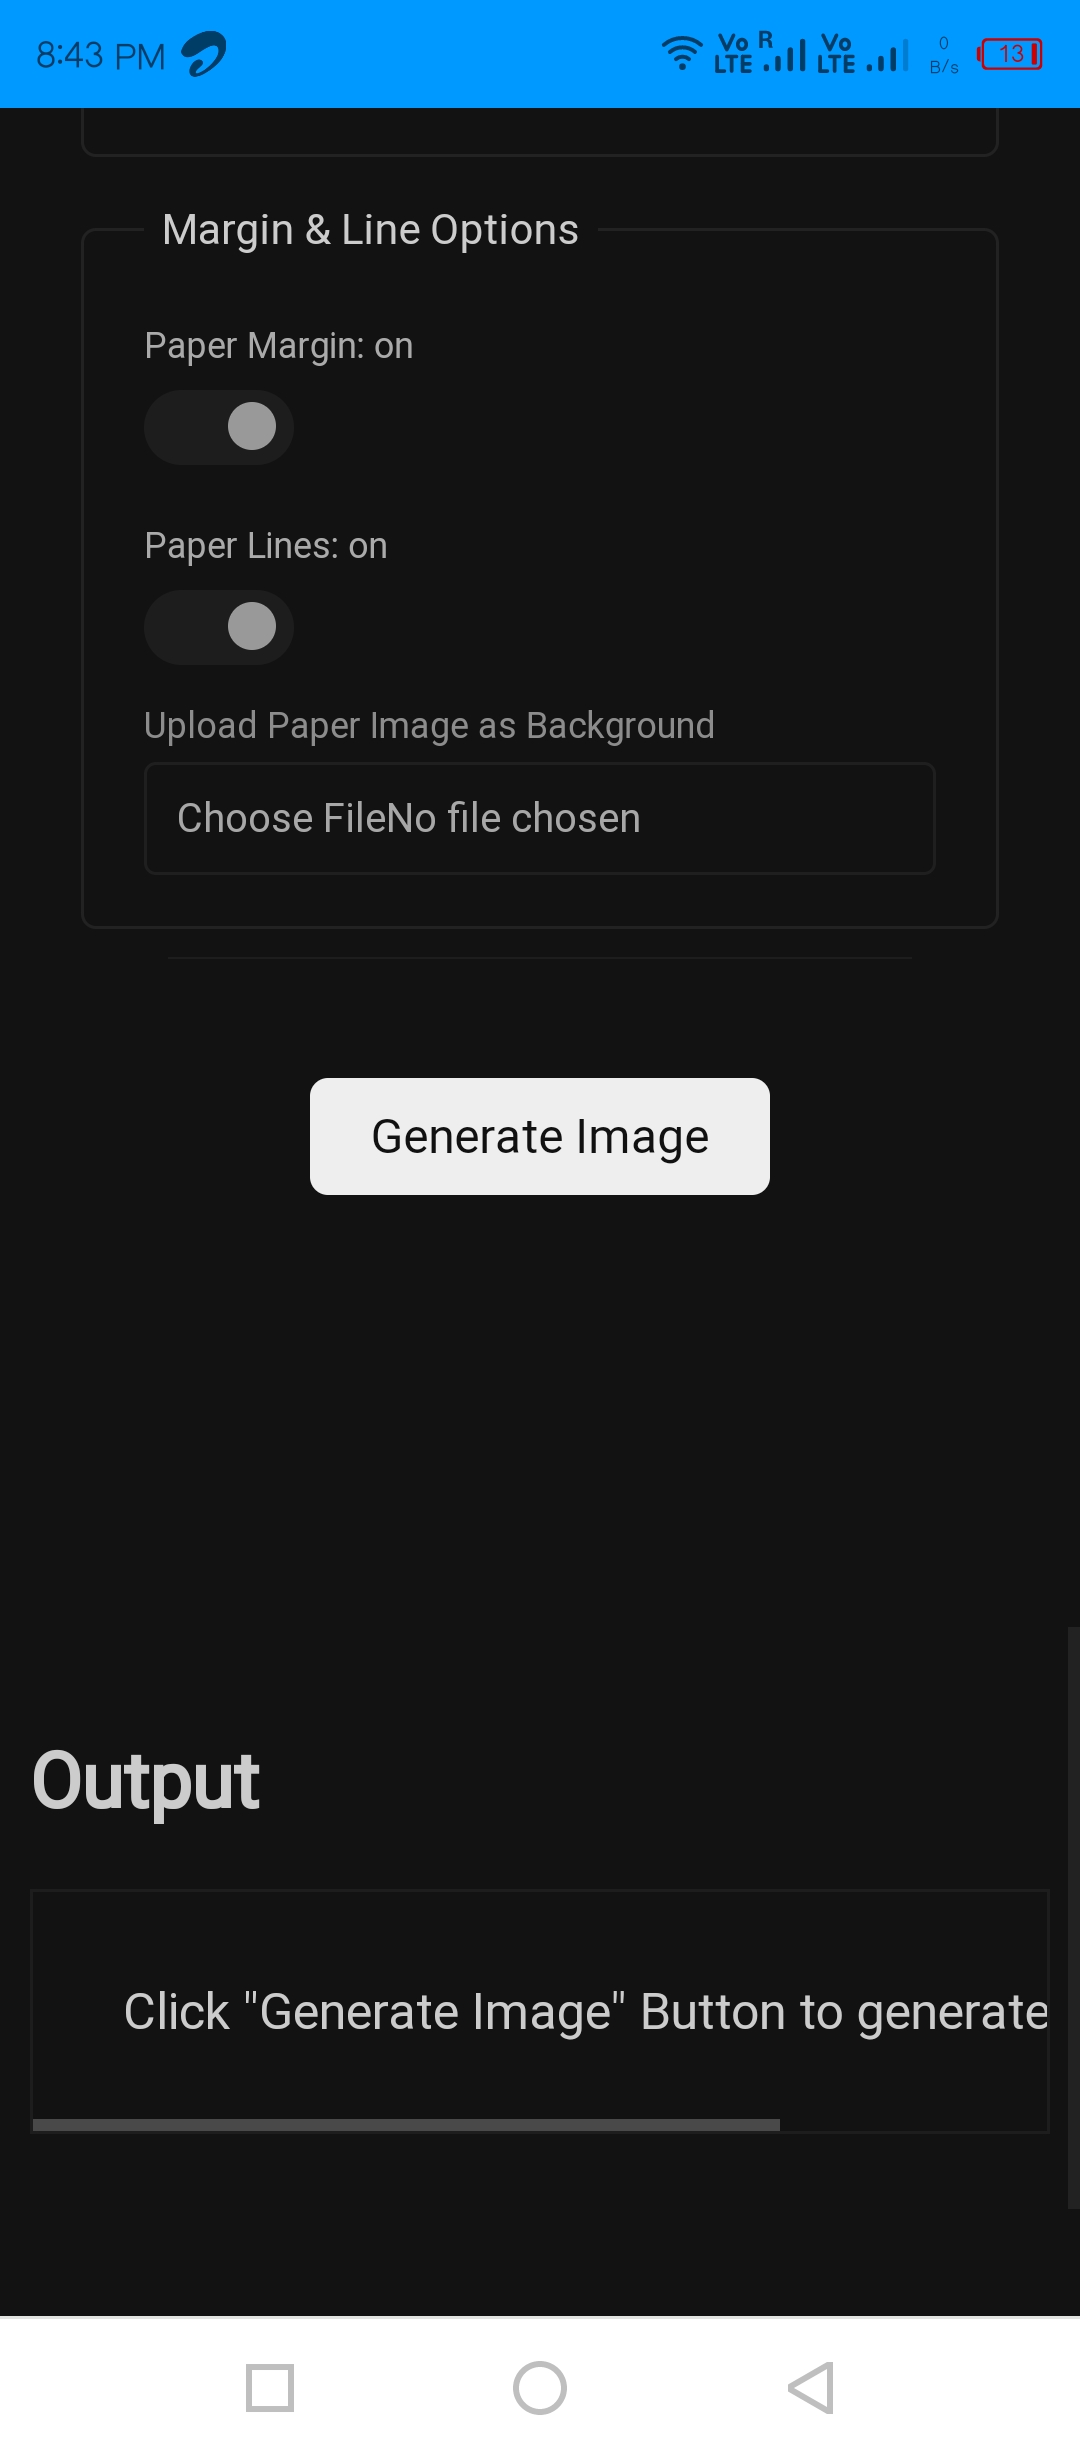 8:43 PM
Vo LTE R Vo LTE 0 B/s 13
Margin & Line Options
Paper Margin: on
Paper Lines: on
Upload Paper Image as Background
Choose FileNo file chosen
Generate Image
Output
Click "Generate Image" Button to generate